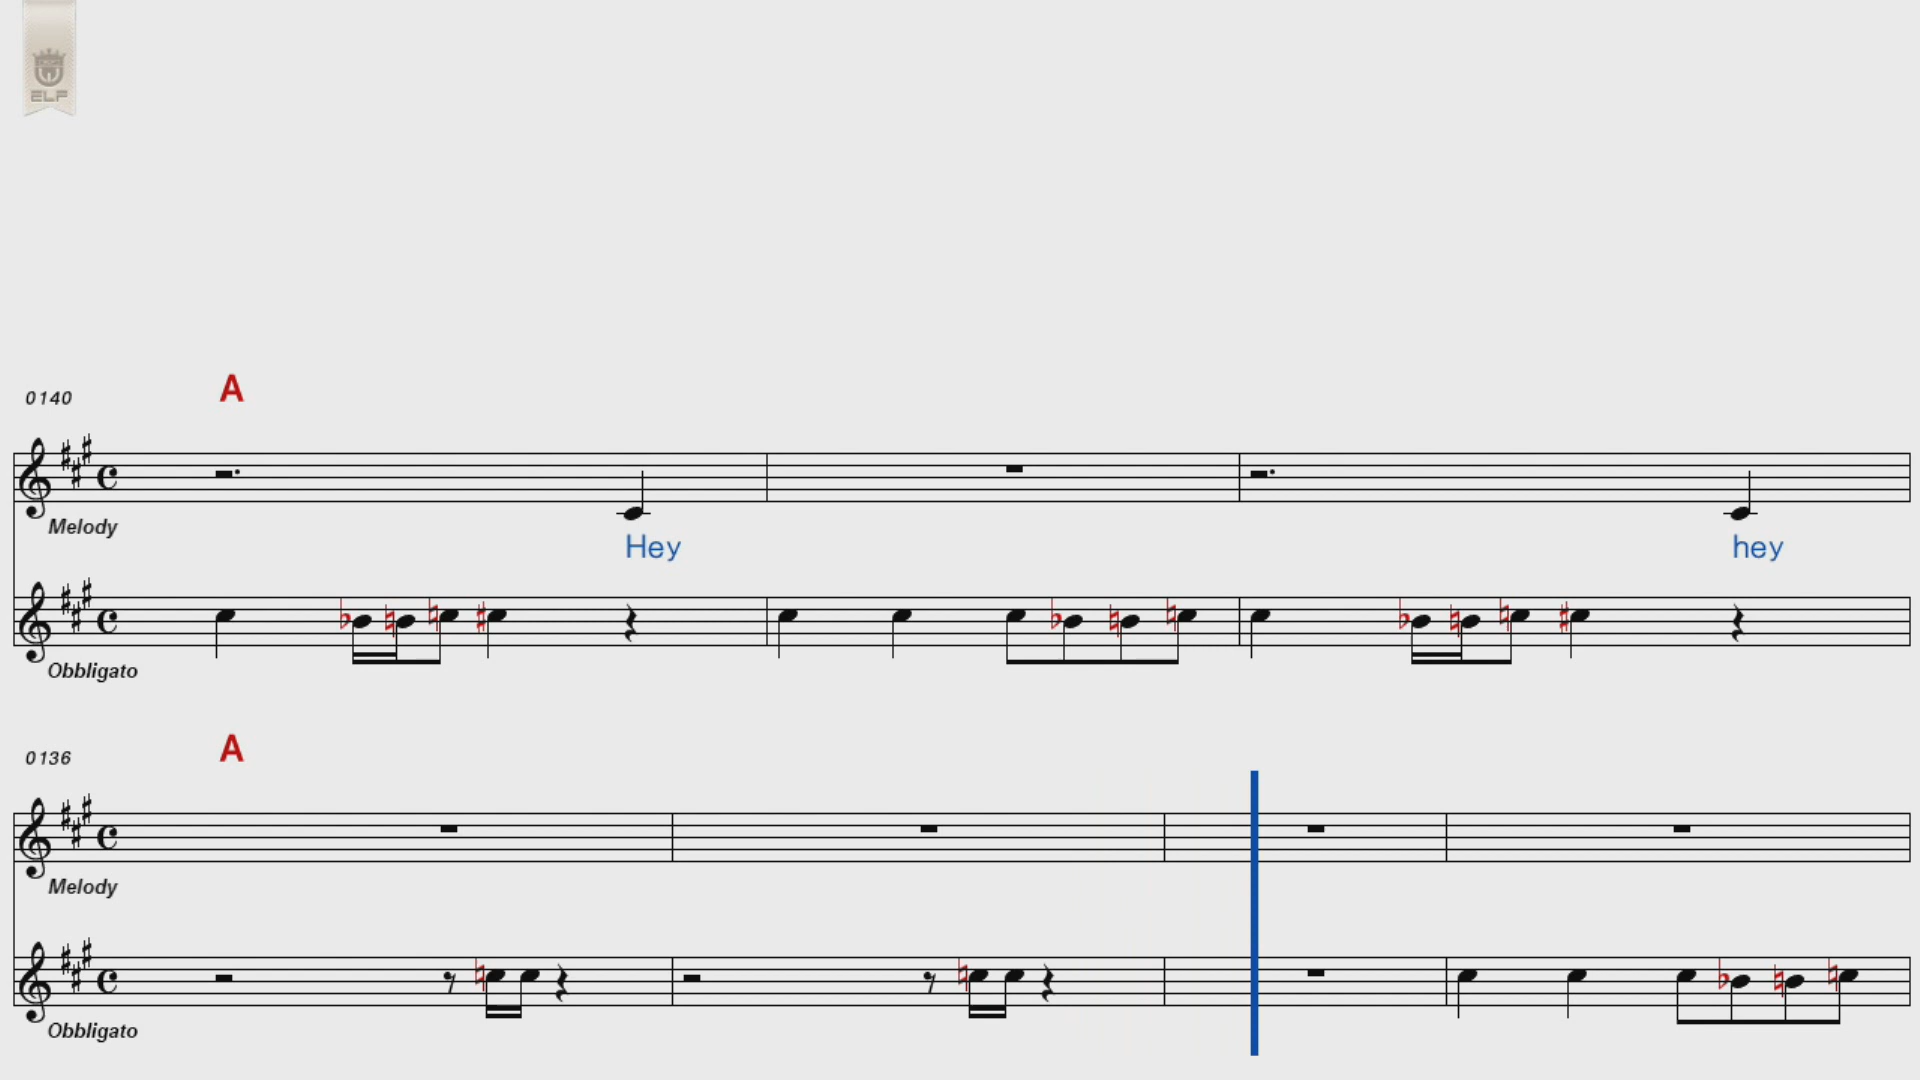 ELF
0140 A
Melody
Hey hey
Obbligato
0136 A
Melody
Obbligato